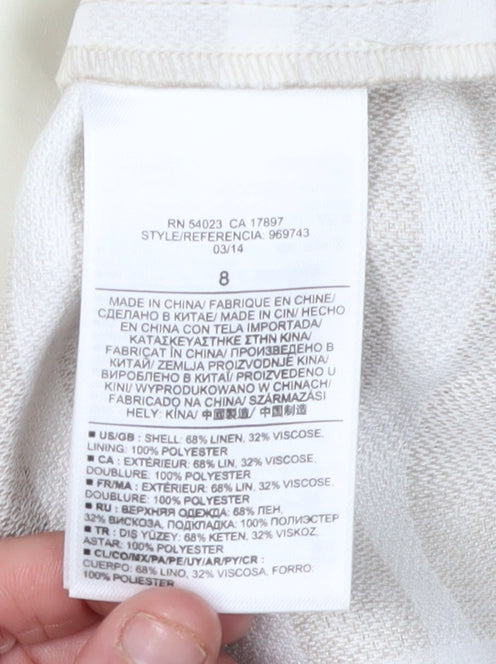 RN 54023 CA 17897
STYLE/REFERENCIA: 969743
03/14
8
MADE IN CHINA/ FABRIQUE EN CHINE/
СДЕЛАНО В КИТАЕ/ MADE IN CIN/ HECHO
EN CHINA CON TELA IMPORTADA/
ΚΑΤΑΣΚΕΥΑΣΤΗΚΕ ΣΤΗΝ ΚΙΝΑ/
FABRICAT ÎN CHINA/ ПРОИЗВЕДЕНО В
КИТАЙ/ ZEMLJA PROIZVODNJE KINA/
ВИРОБЛЕНО В КИТАЇ/ PROIZVEDENO U
KINI/ WYPRODUKOWANO W CHINACH/
FABRICADO NA CHINA/ SZÁRMAZÁSI
HELY: KÍNA/ 中國製造/ 中国制造
■ US/GB : SHELL: 68% LINEN, 32% VISCOSE,
LINING: 100% POLYESTER
■ CA : EXTÉRIEUR: 68% LIN, 32% VISCOSE,
DOUBLURE: 100% POLYESTER
■ FR/MA : EXTÉRIEUR: 68% LIN, 32% VISCOSE,
DOUBLURE: 100% POLYESTER
■ RU : ВЕРХНЯЯ ОДЕЖДА: 68% ЛЕН,
32% ВИСКОЗА, ПОДКЛАДКА: 100% ПОЛИЭСТЕР
■ TR : DIŞ YÜZEY: 68% KETEN, 32% VISKOZ,
ASTAR: 100% POLYESTER
■ CL/CO/MX/PA/PE/UY/AR/PY/CR :
CUERPO: 68% LINO, 32% VISCOSA, FORRO:
100% POLIESTER